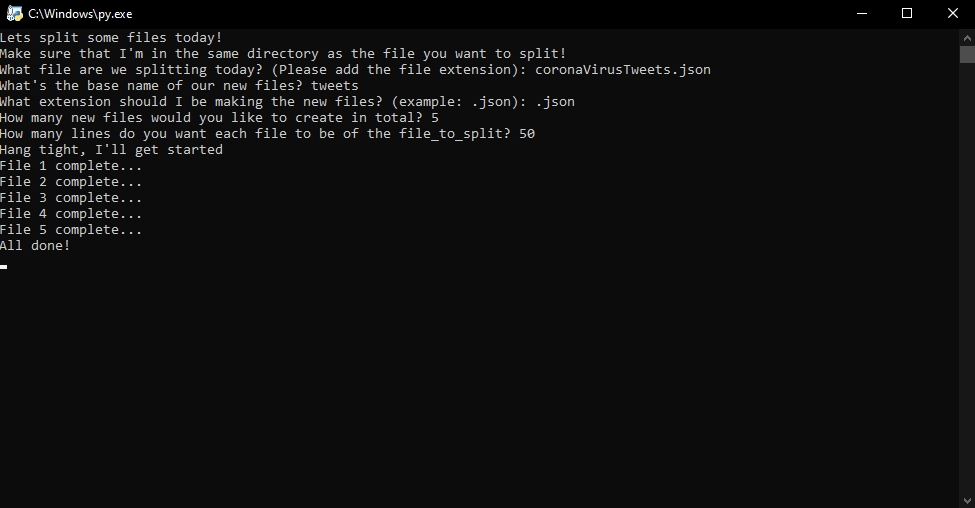 C:\Windows\py.exe
Lets split some files today!
Make sure that I'm in the same directory as the file you want to split!
What file are we splitting today? (Please add the file extension): coronaVirusTweets.json
What's the base name of our new files? tweets
What extension should I be making the new files? (example: .json): .json
How many new files would you like to create in total? 5
How many lines do you want each file to be of the file_to_split? 50
Hang tight, I'll get started
File 1 complete...
File 2 complete...
File 3 complete...
File 4 complete...
File 5 complete...
All done!